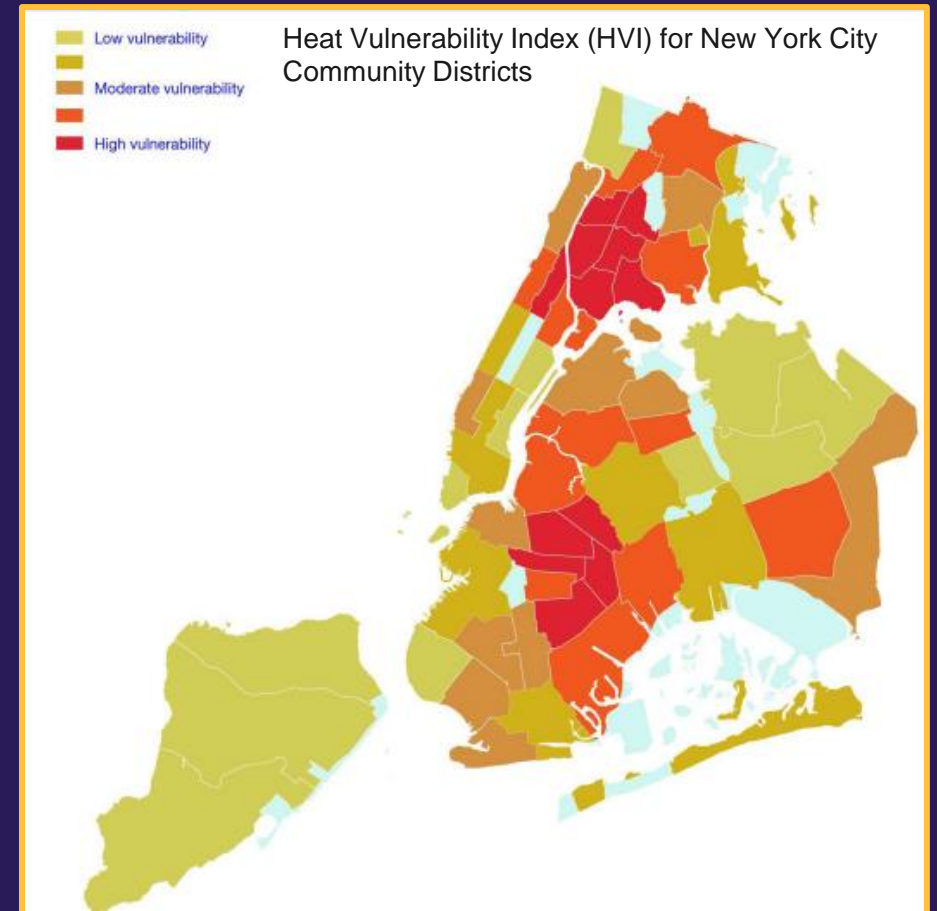 Heat Vulnerability Index (HVI) for New York City
Community Districts
Low vulnerability
Moderate vulnerability
High vulnerability